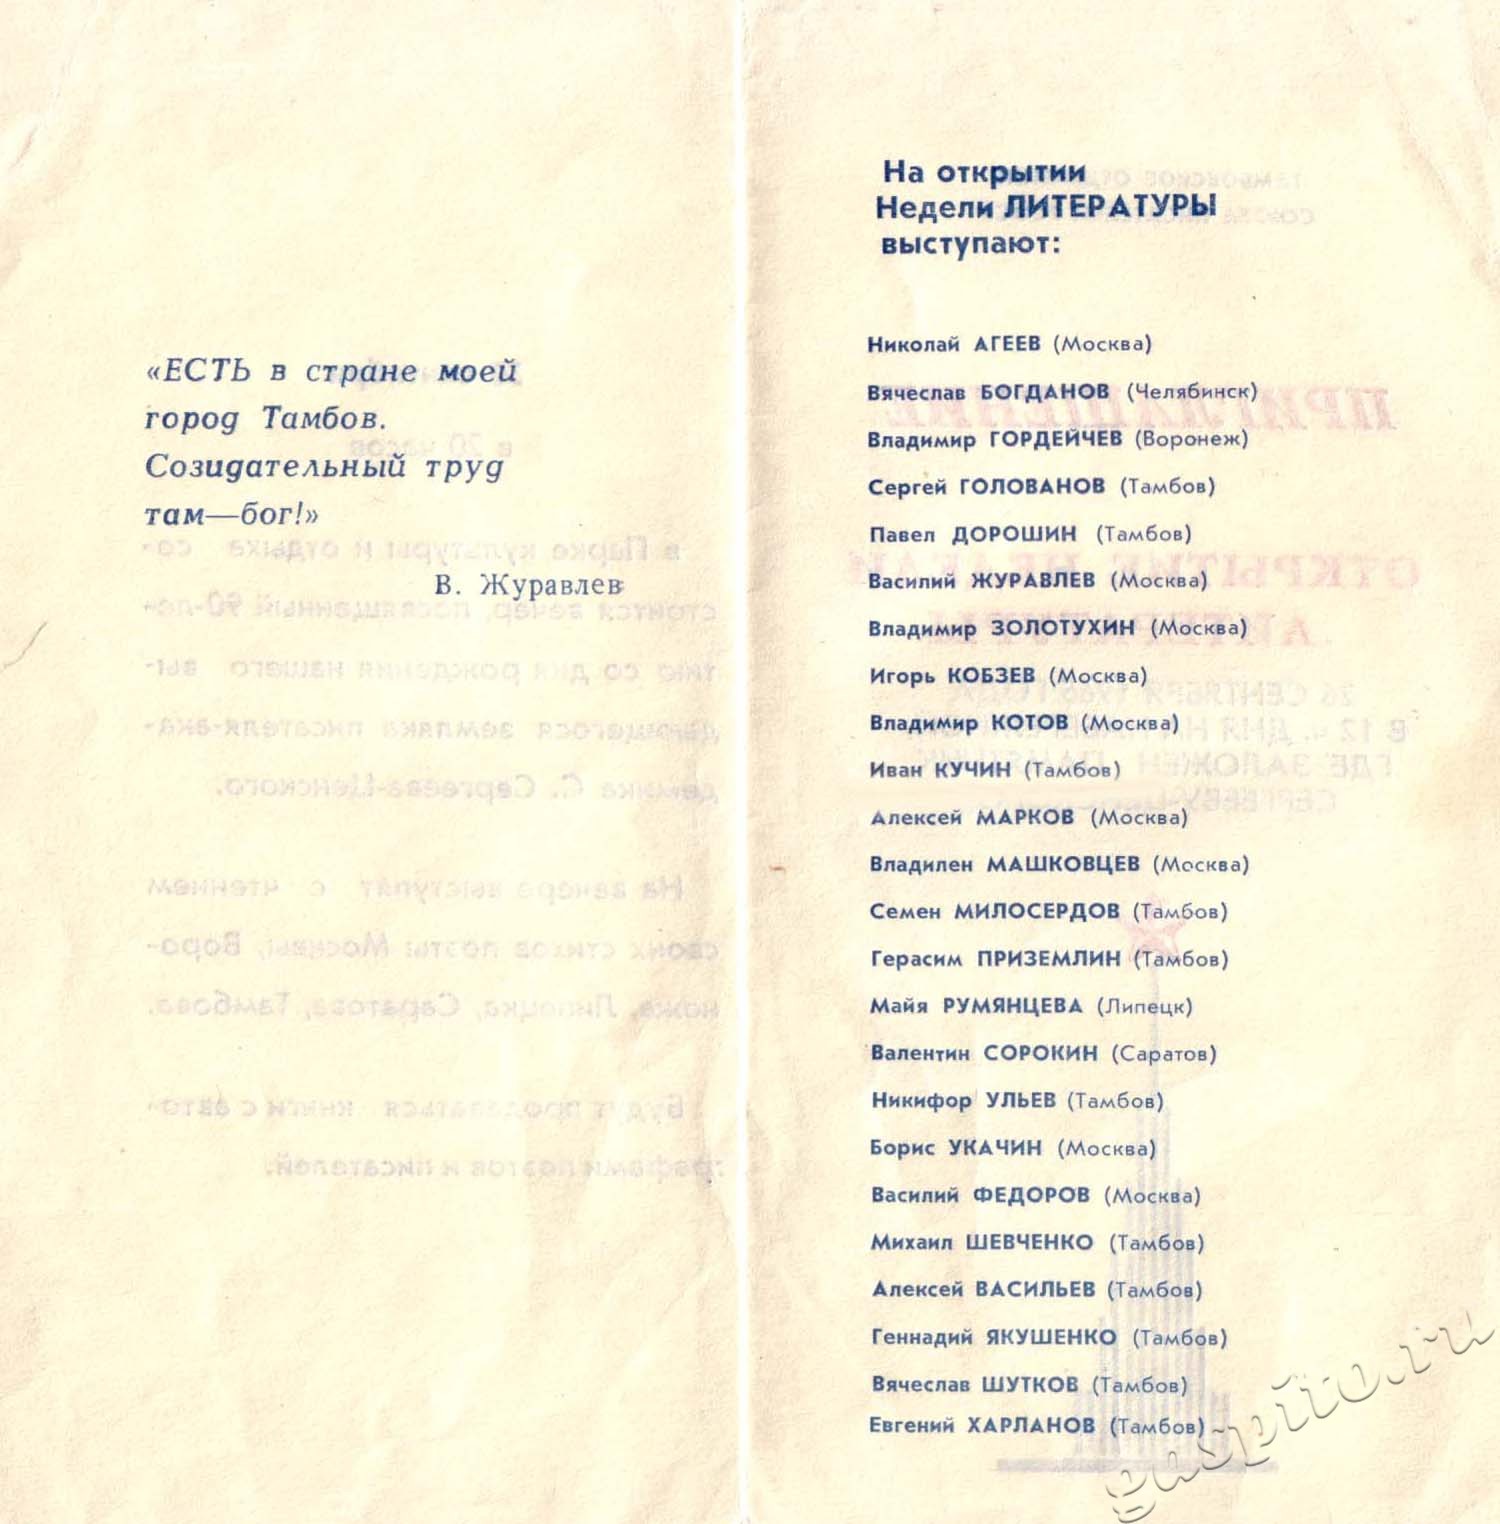 «ЕСТЬ в стране моей
город Тамбов.
Созидательный труд
там—бог!»
В. Журавлев
На открытии
Недели ЛИТЕРАТУРЫ
выступают:
Николай АГЕЕВ (Москва)
Вячеслав БОГДАНОВ (Челябинск)
Владимир ГОРДЕЙЧЕВ (Воронеж)
Сергей ГОЛОВАНОВ (Тамбов)
Павел ДОРОШИН (Тамбов)
Василий ЖУРАВЛЕВ (Москва)
Владимир ЗОЛОТУХИН (Москва)
Игорь КОБЗЕВ (Москва)
Владимир КОТОВ (Москва)
Иван КУЧИН (Тамбов)
Алексей МАРКОВ (Москва)
Владилен МАШКОВЦЕВ (Москва)
Семен МИЛОСЕРДОВ (Тамбов)
Герасим ПРИЗЕМЛИН (Тамбов)
Майя РУМЯНЦЕВА (Липецк)
Валентин СОРОКИН (Саратов)
Никифор УЛЬЕВ (Тамбов)
Борис УКАЧИН (Москва)
Василий ФЕДОРОВ (Москва)
Михаил ШЕВЧЕНКО (Тамбов)
Алексей ВАСИЛЬЕВ (Тамбов)
Геннадий ЯКУШЕНКО (Тамбов)
Вячеслав ШУТКОВ (Тамбов)
Евгений ХАРЛАНОВ (Тамбов)
gaspito.ru